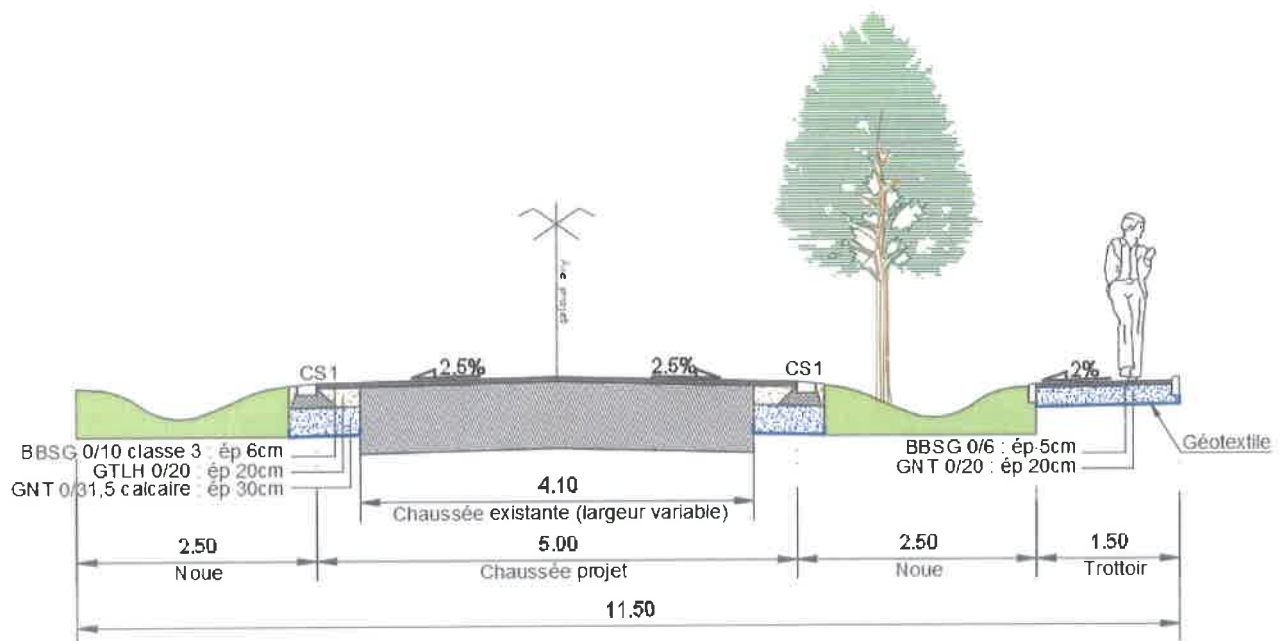 Axe projet
CS1
2.5%
2.5%
CS1
2%
BBSG 0/10 classe 3 : ép 6cm
GTLH 0/20 : ép 20cm
GNT 0/31,5 calcaire : ép 30cm
BBSG 0/6 : ép 5cm
GNT 0/20 : ép 20cm
Géotextile
4.10
Chaussée existante (largeur variable)
2.50
Noue
5.00
Chaussée projet
2.50
Noue
1.50
Trottoir
11.50